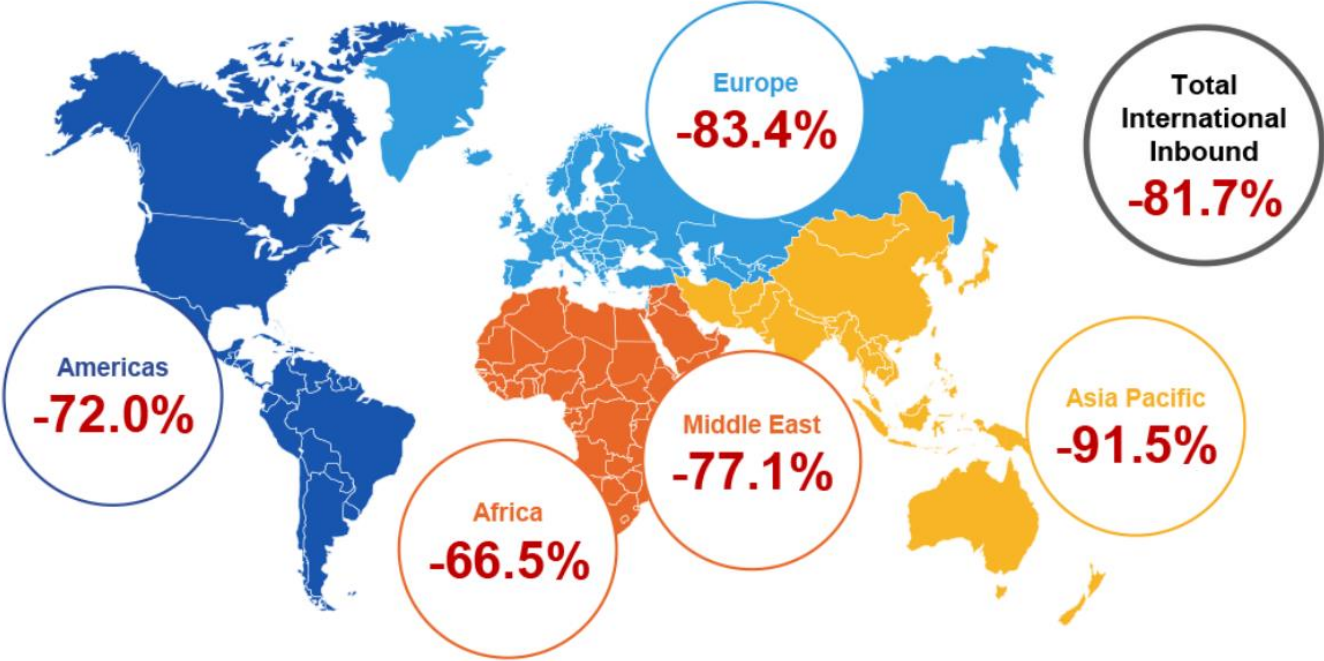 Europe
-83.4%
Total
International
Inbound
-81.7%
Americas
-72.0%
Middle East
-77.1%
Asia Pacific
-91.5%
Africa
-66.5%